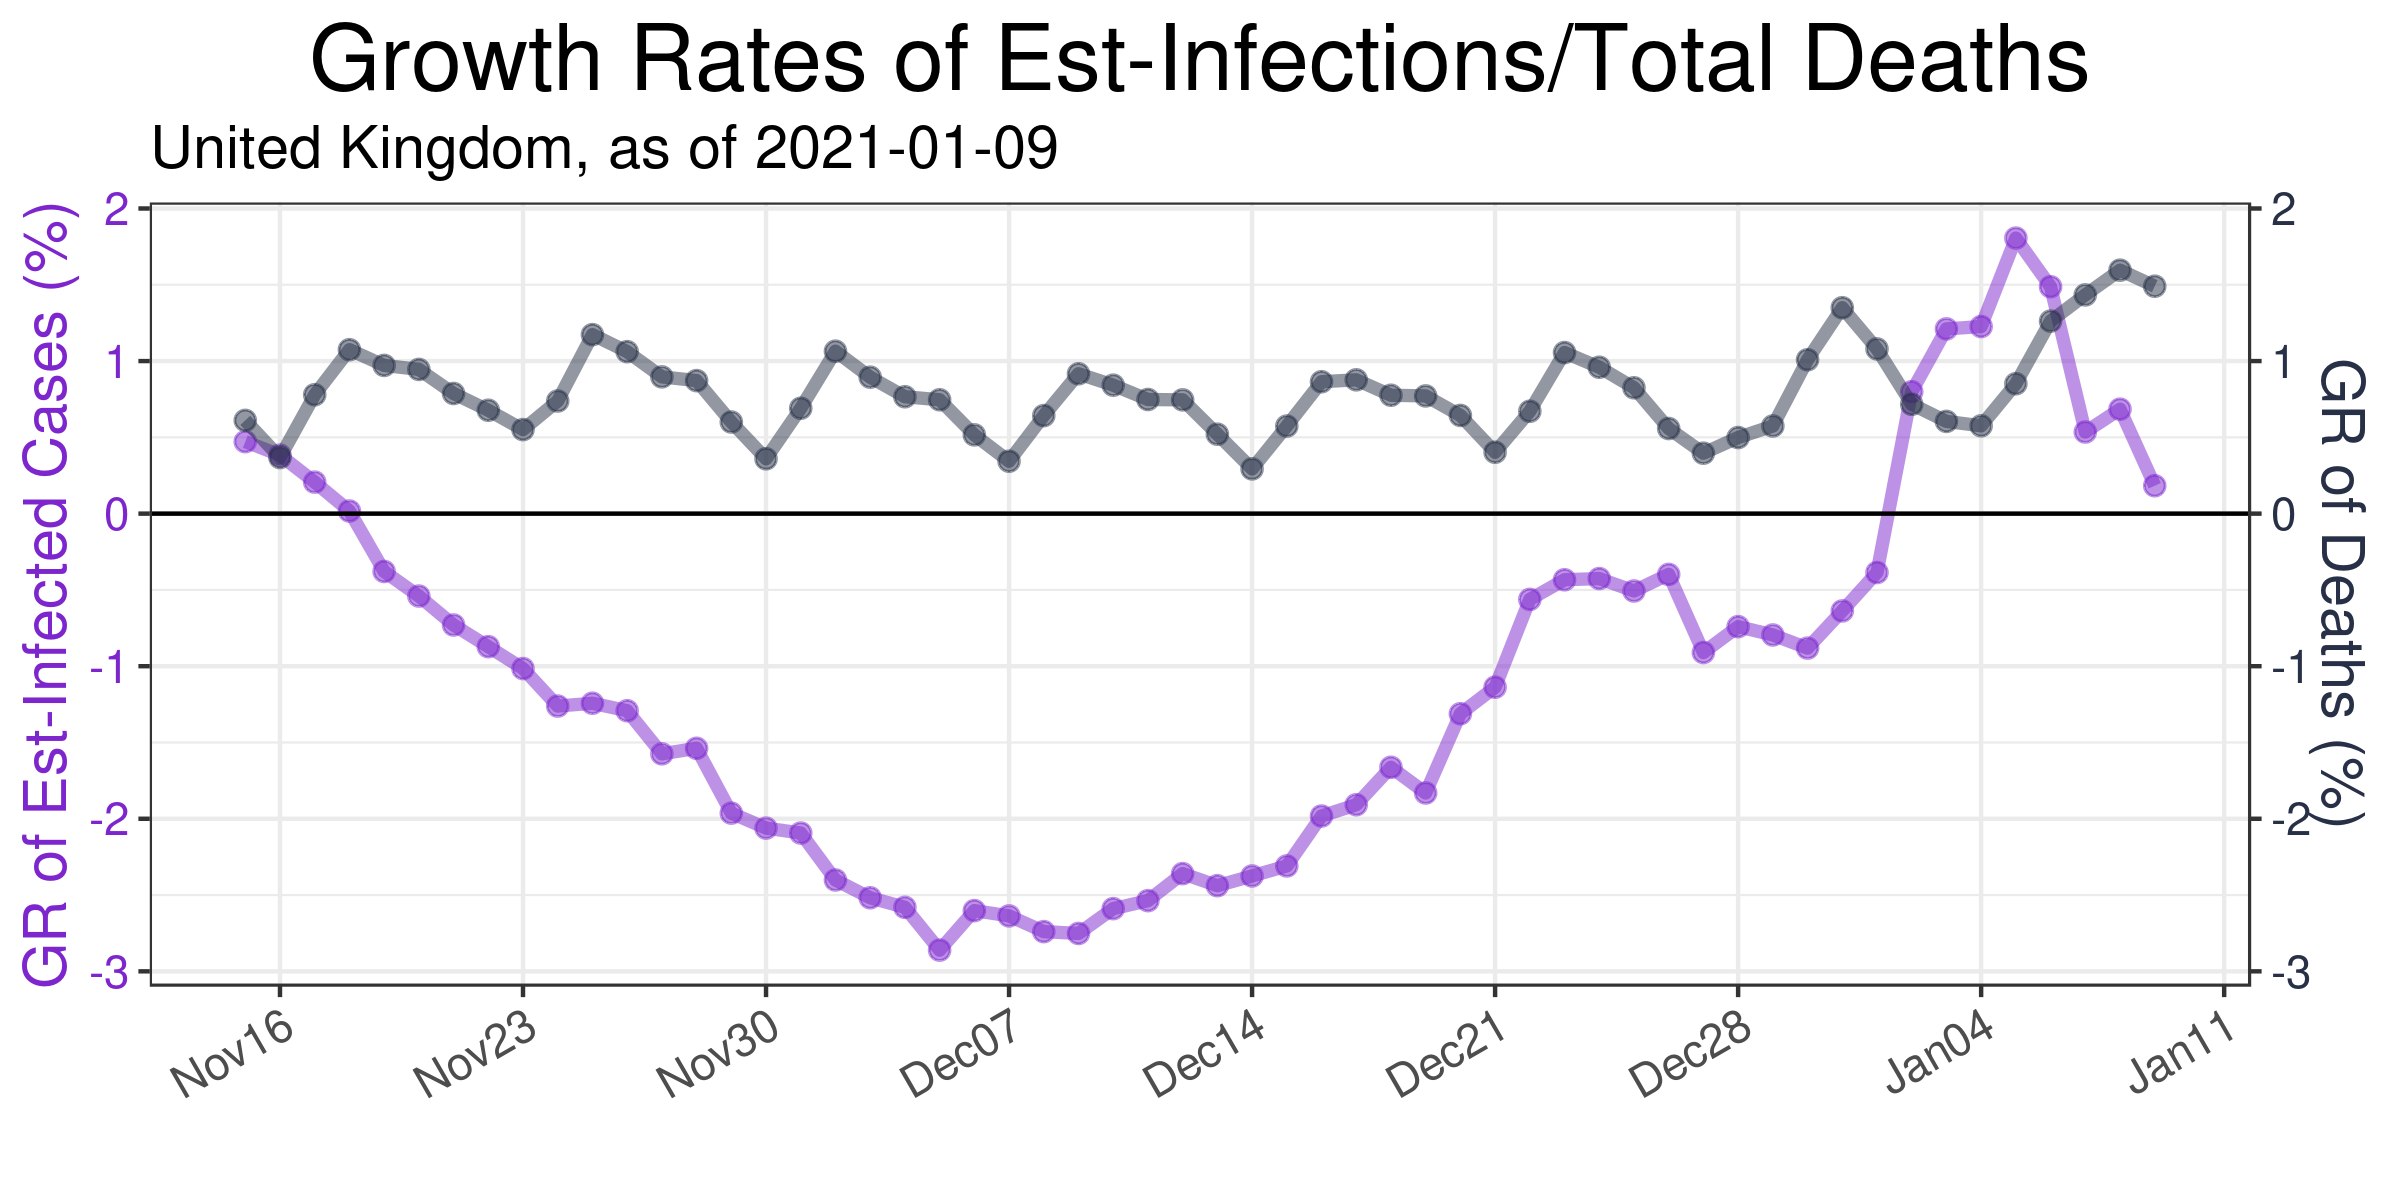 Growth Rates of Est-Infections/Total Deaths
United Kingdom, as of 2021-01-09
GR of Est-Infected Cases (%)
2
1
0
-1
-2
-3
2
1
0
-1
-2
-3
GR of Deaths (%)
Nov16
Nov23
Nov30
Dec07
Dec14
Dec21
Dec28
Jan04
Jan11